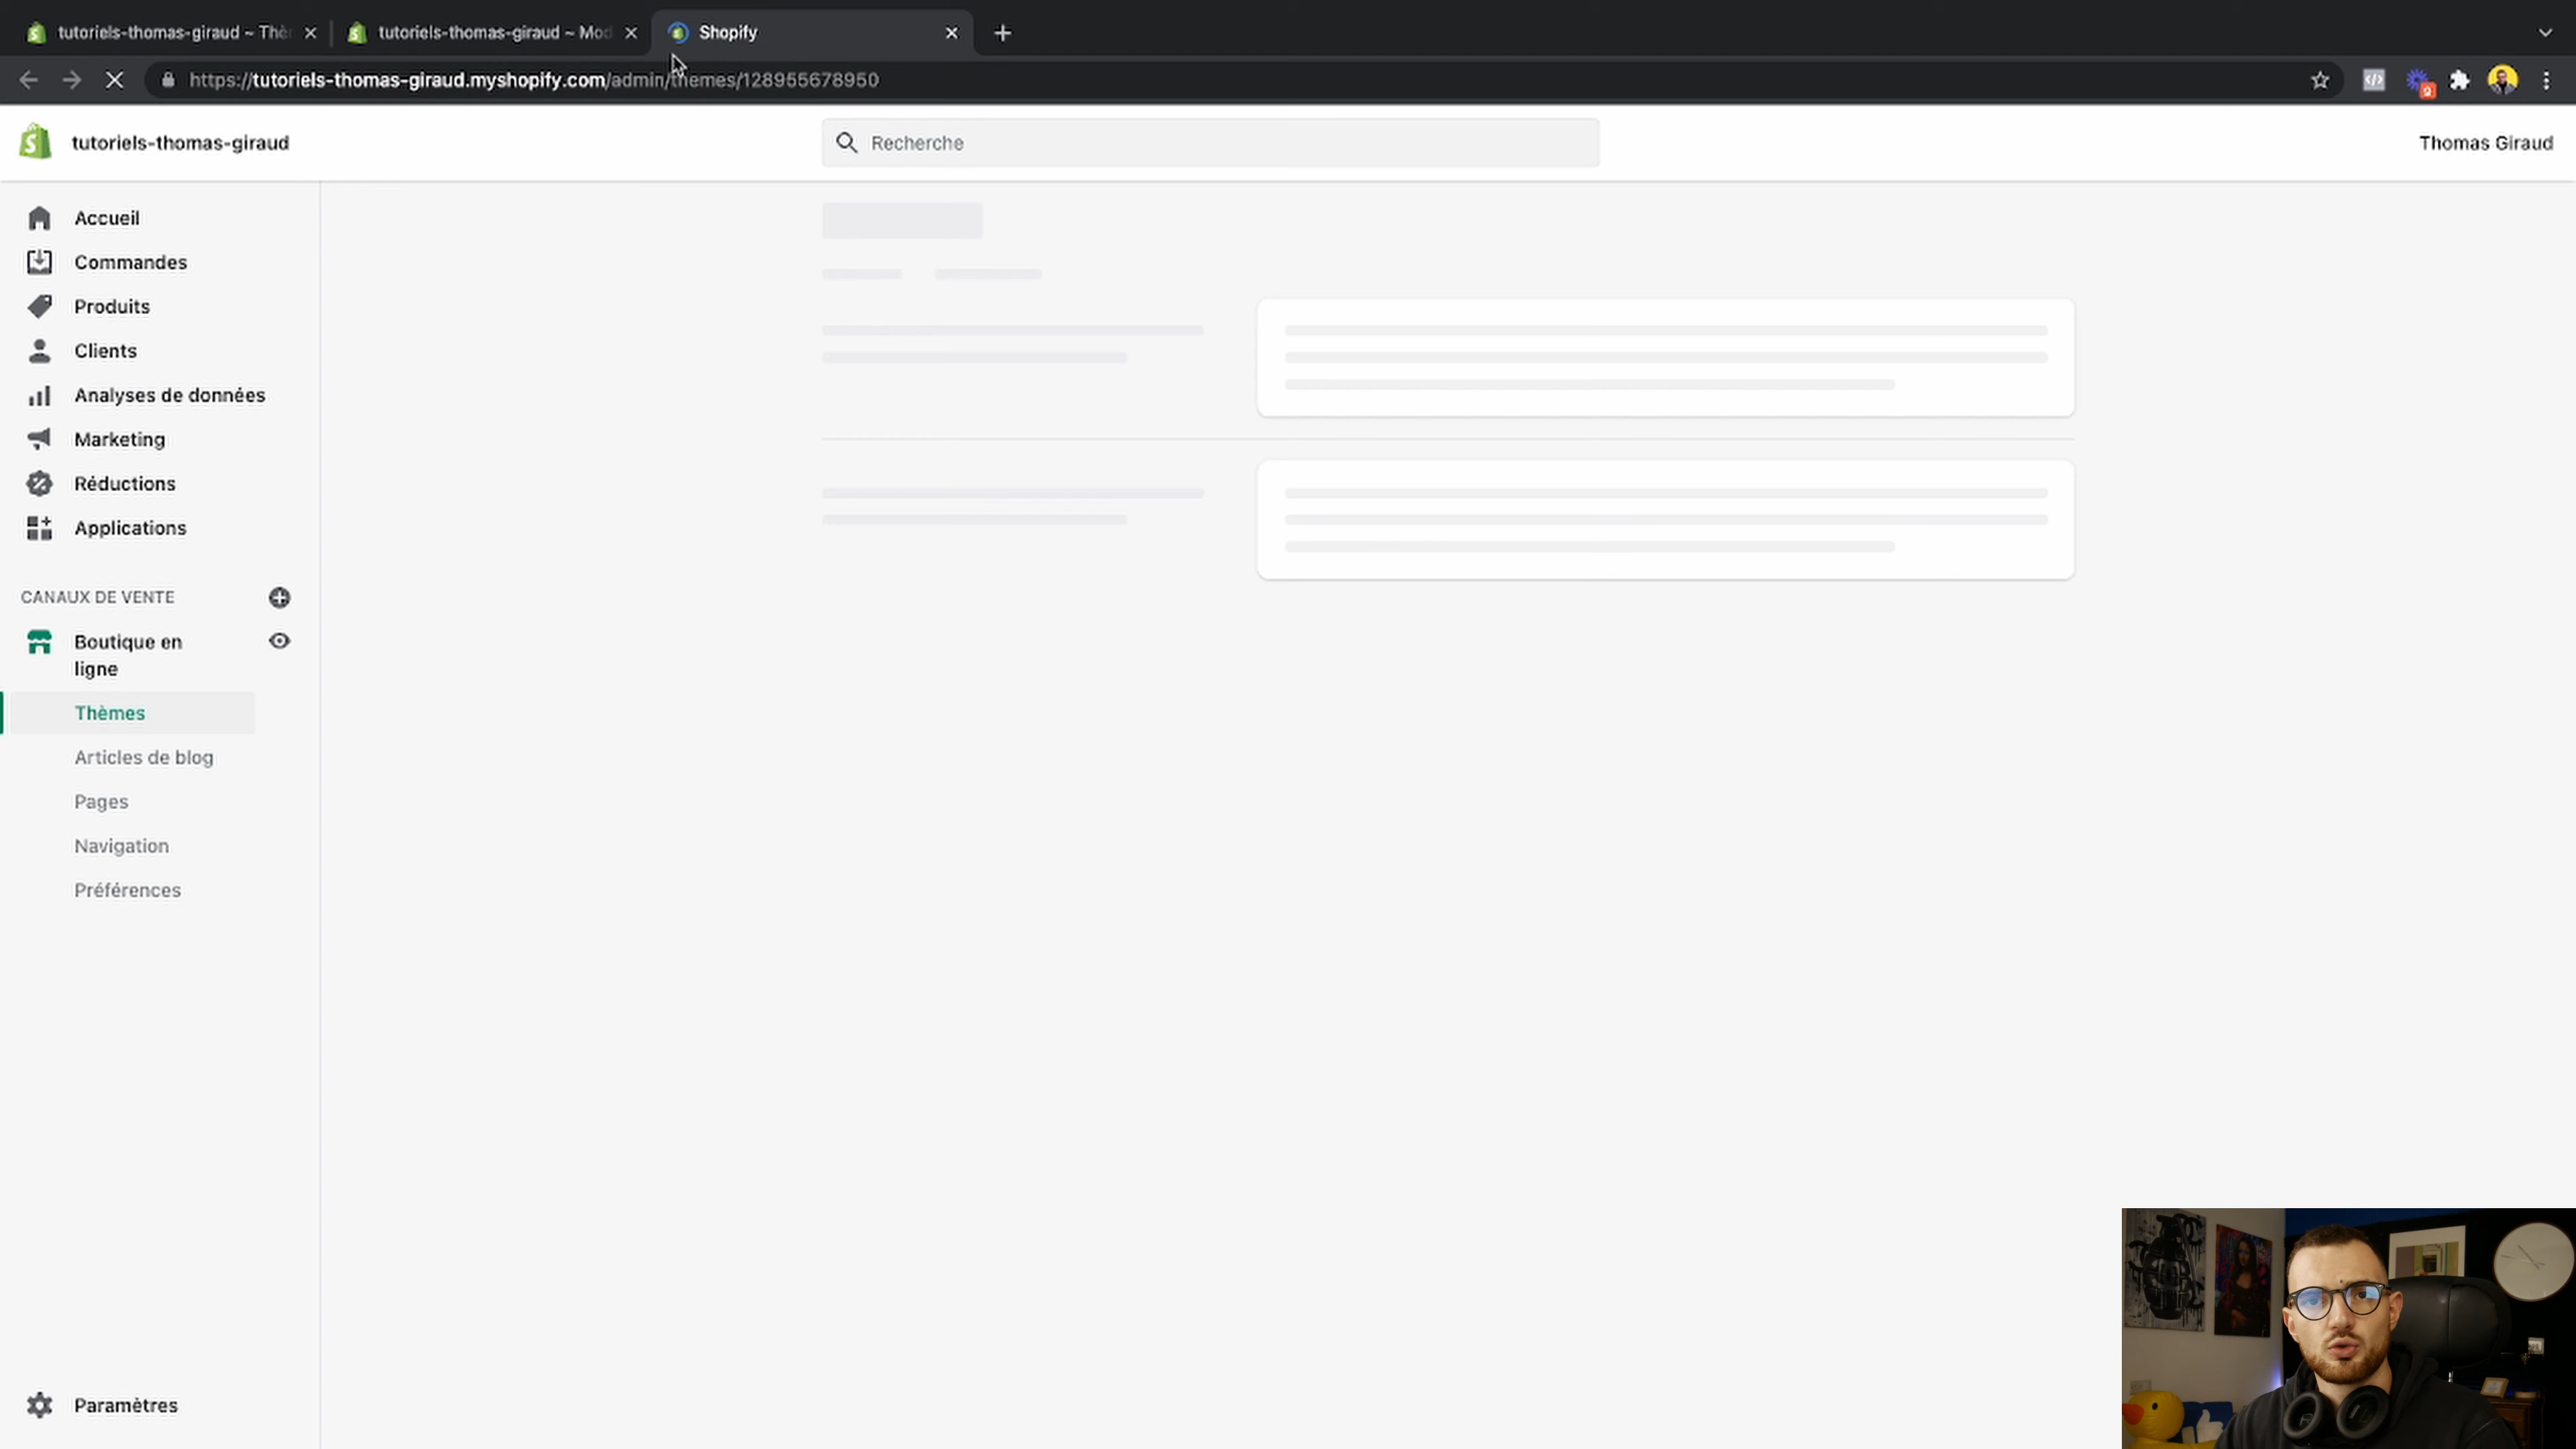 tutoriels-thomas-giraud ~ Thè
tutoriels-thomas-giraud ~ Mod
Shopify
https://tutoriels-thomas-giraud.myshopify.com/admin/themes/128955678950
tutoriels-thomas-giraud
Recherche
Thomas Giraud
Accueil
Commandes
Produits
Clients
Analyses de données
Marketing
Réductions
Applications
CANAUX DE VENTE
Boutique en
ligne
Thèmes
Articles de blog
Pages
Navigation
Préférences
Paramètres